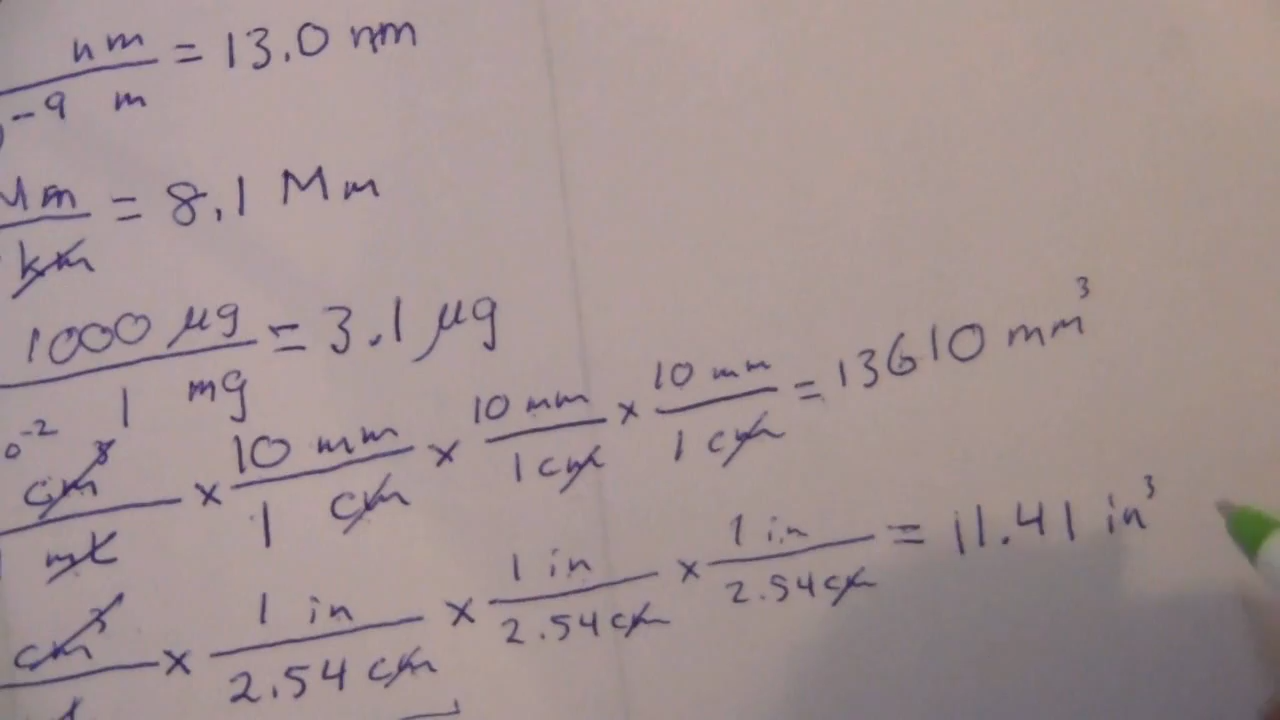 nm = 13.0 nm
-9 m
Mm = 8.1 Mm
km
1000 μg = 3.1 μg
1 mg
-2
cm³ × 10 mm × 10 mm × 10 mm = 13610 mm³
mL 1 cm 1 cm 1 cm
cm³ × 1 in × 1 in × 1 in = 11.41 in³
2.54 cm 2.54 cm 2.54 cm